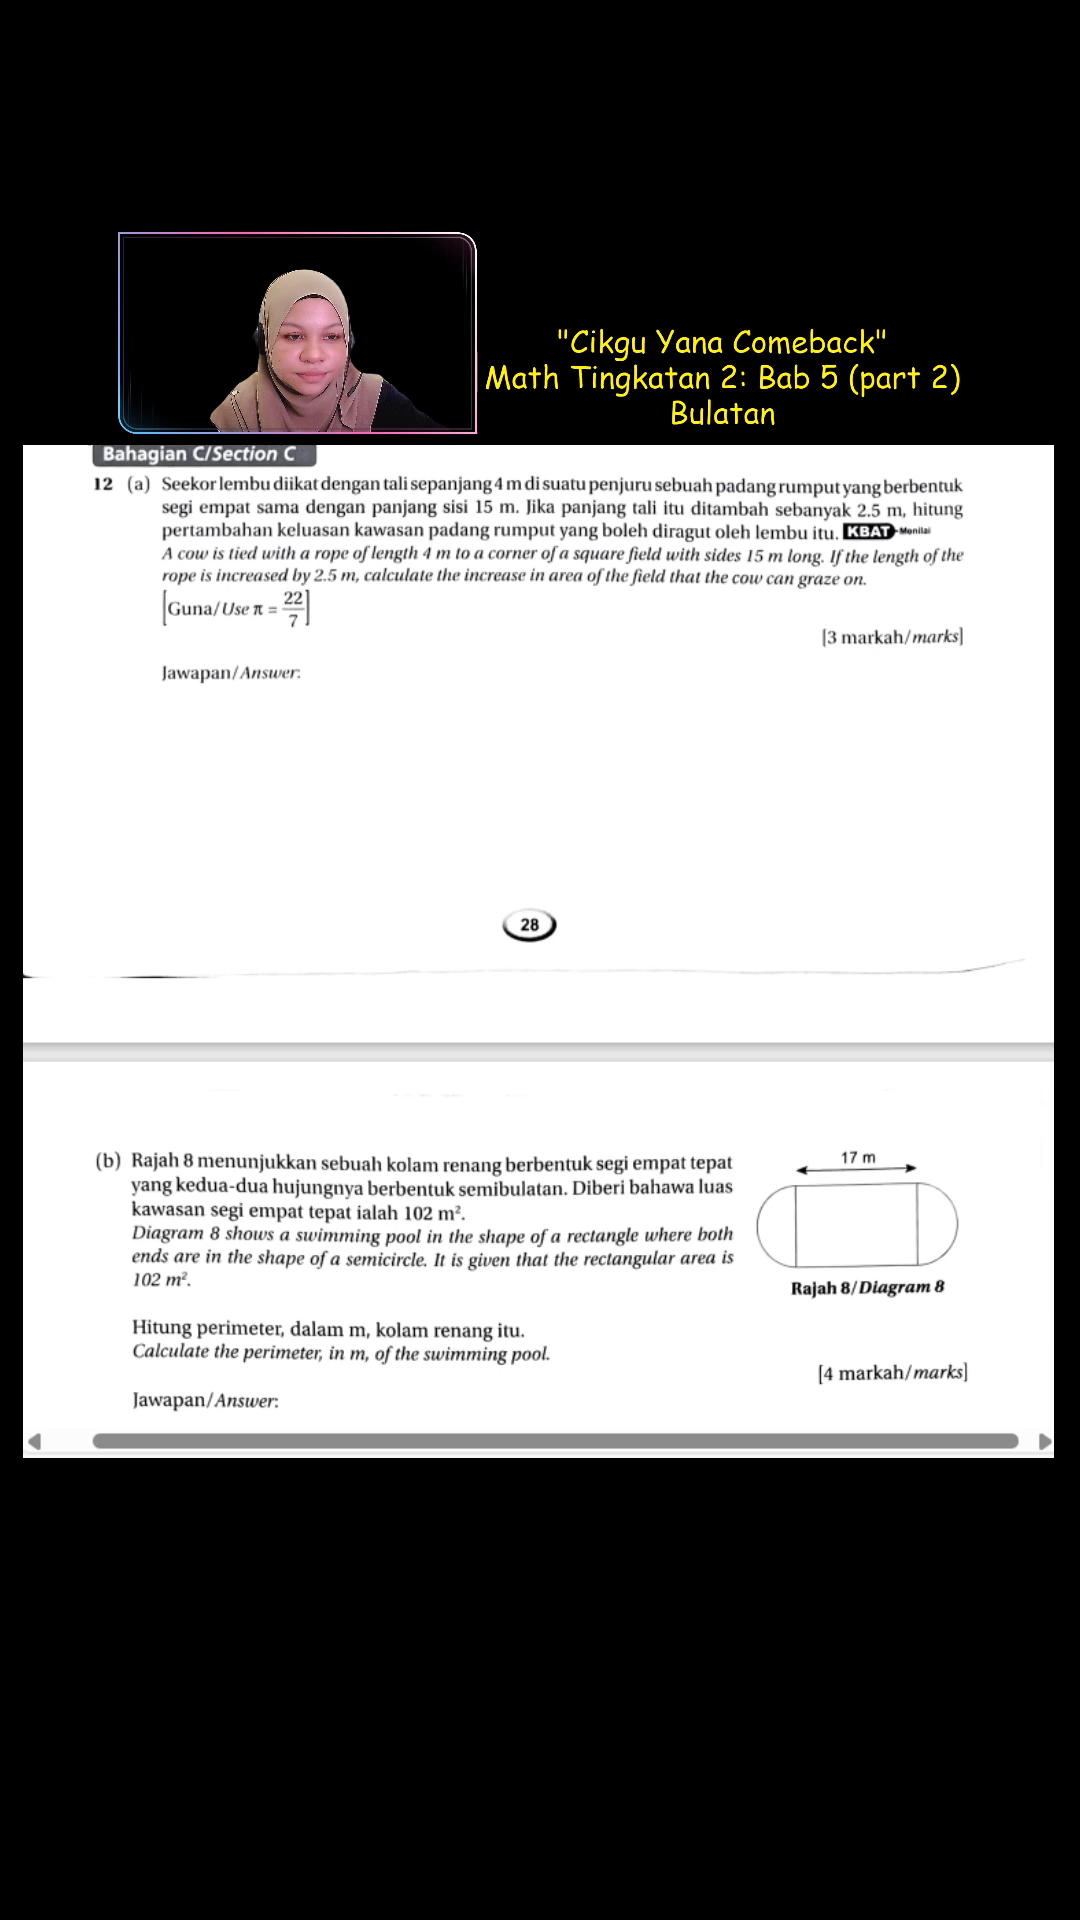 "Cikgu Yana Comeback"
Math Tingkatan 2: Bab 5 (part 2)
Bulatan
Bahagian C/Section C
12 (a) Seekor lembu diikat dengan tali sepanjang 4 m di suatu penjuru sebuah padang rumput yang berbentuk
segi empat sama dengan panjang sisi 15 m. Jika panjang tali itu ditambah sebanyak 2.5 m, hitung
pertambahan keluasan kawasan padang rumput yang boleh diragut oleh lembu itu. KBAT Menilai
A cow is tied with a rope of length 4 m to a corner of a square field with sides 15 m long. If the length of the
rope is increased by 2.5 m, calculate the increase in area of the field that the cow can graze on.
[Guna/Use π = 22/7]
[3 markah/marks]
Jawapan/Answer:
28
(b) Rajah 8 menunjukkan sebuah kolam renang berbentuk segi empat tepat
yang kedua-dua hujungnya berbentuk semibulatan. Diberi bahawa luas
kawasan segi empat tepat ialah 102 m².
Diagram 8 shows a swimming pool in the shape of a rectangle where both
ends are in the shape of a semicircle. It is given that the rectangular area is
102 m².
17 m
Rajah 8/Diagram 8
Hitung perimeter, dalam m, kolam renang itu.
Calculate the perimeter, in m, of the swimming pool.
[4 markah/marks]
Jawapan/Answer: